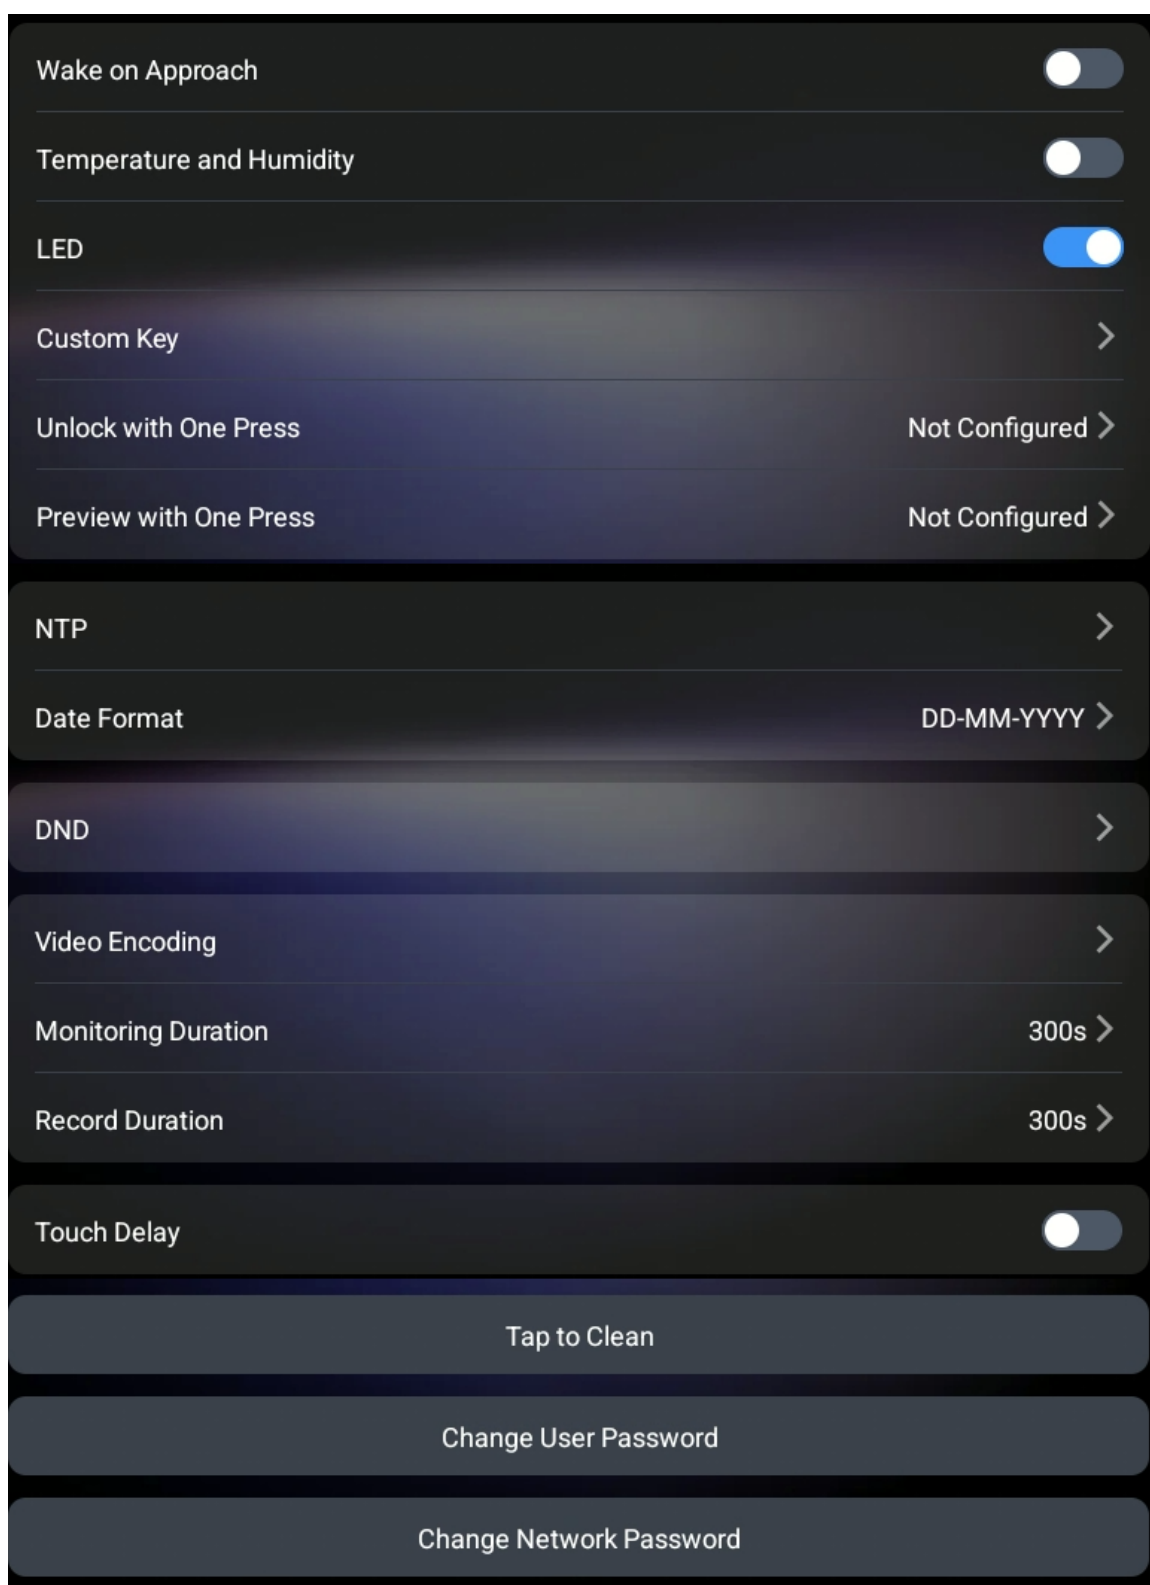 Wake on Approach
Temperature and Humidity
LED
Custom Key
Unlock with One Press Not Configured
Preview with One Press Not Configured
NTP
Date Format DD-MM-YYYY
DND
Video Encoding
Monitoring Duration 300s
Record Duration 300s
Touch Delay
Tap to Clean
Change User Password
Change Network Password